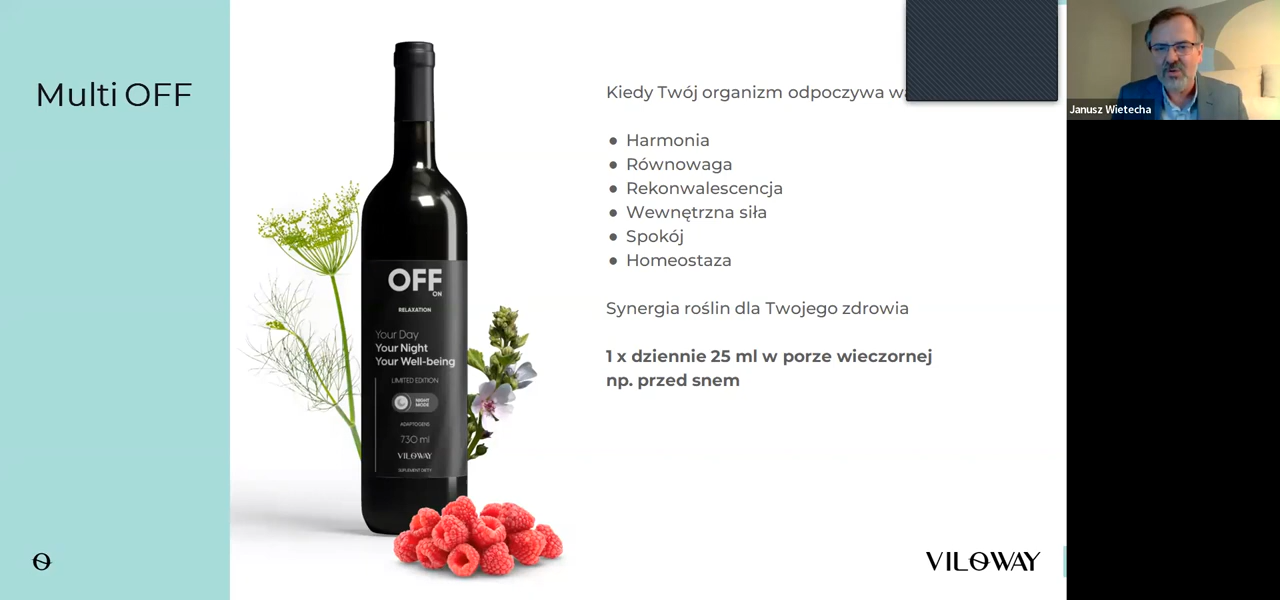 Multi OFF
Kiedy Twój organizm odpoczywa
● Harmonia
● Równowaga
● Rekonwalescencja
● Wewnętrzna siła
● Spokój
● Homeostaza
Synergia roślin dla Twojego zdrowia
1 x dziennie 25 ml w porze wieczornej
np. przed snem
OFF
ON
RELAXATION
Your Day
Your Night
Your Well-being
LIMITED EDITION
NIGHT
MODE
ADAPTOGENS
730 ml
VILOWAY
SUPLEMENT DIETY
VILOWAY
Janusz Wietecha